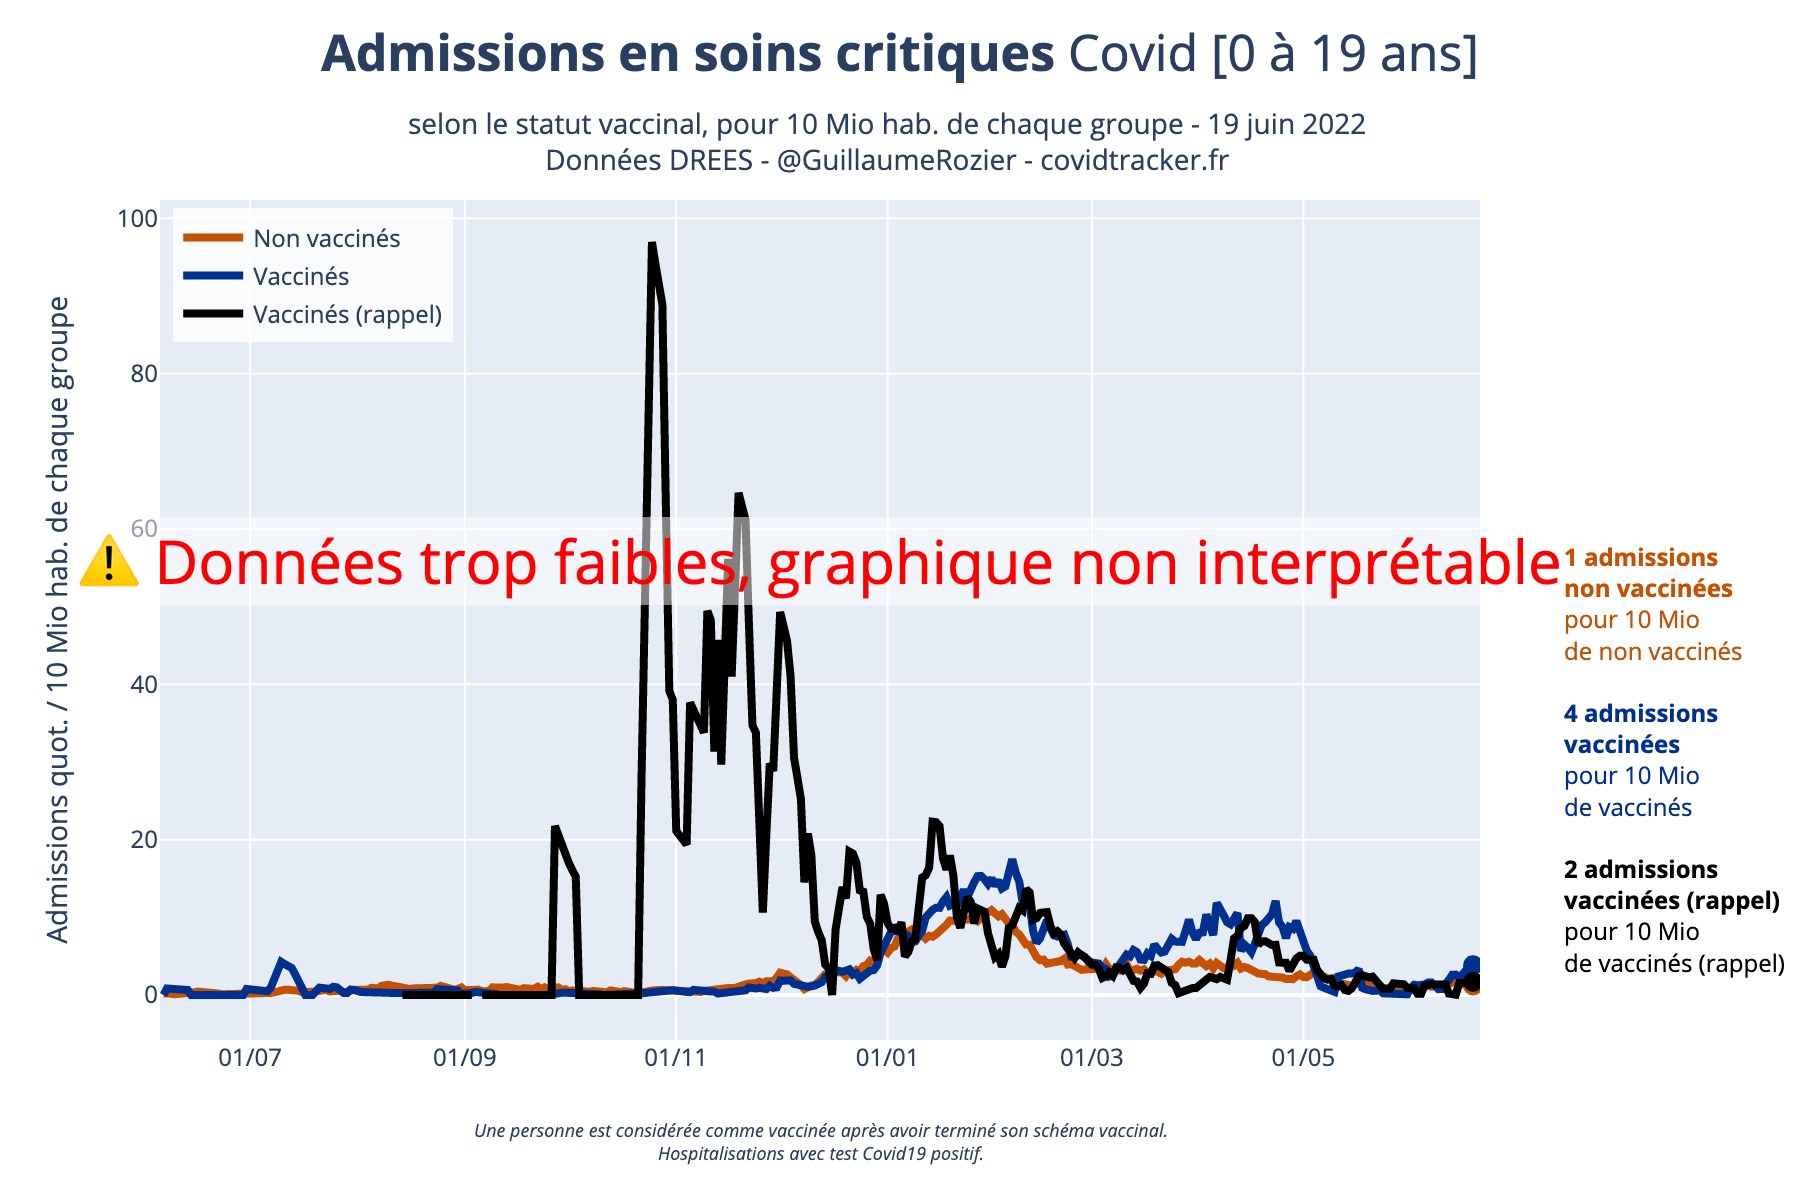 Admissions en soins critiques Covid [0 à 19 ans]
selon le statut vaccinal, pour 10 Mio hab. de chaque groupe - 19 juin 2022
Données DREES - @GuillaumeRozier - covidtracker.fr
Admissions quot. / 10 Mio hab. de chaque groupe
100
80
60
40
20
0
Non vaccinés
Vaccinés
Vaccinés (rappel)
Données trop faibles, graphique non interprétable
1 admissions
non vaccinées
pour 10 Mio
de non vaccinés
4 admissions
vaccinées
pour 10 Mio
de vaccinés
2 admissions
vaccinées (rappel)
pour 10 Mio
de vaccinés (rappel)
01/07
01/09
01/11
01/01
01/03
01/05
Une personne est considérée comme vaccinée après avoir terminé son schéma vaccinal.
Hospitalisations avec test Covid19 positif.